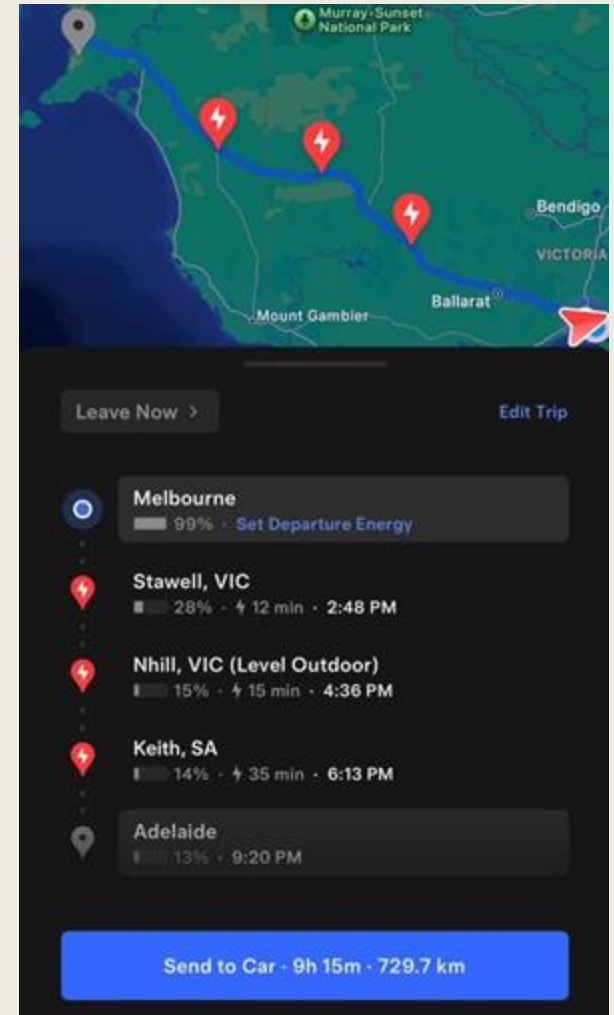 Murray-Sunset
National Park
Bendigo
VICTORIA
Ballarat
Mount Gambier
Leave Now >
Edit Trip
Melbourne
99% · Set Departure Energy
Stawell, VIC
28% · 12 min · 2:48 PM
Nhill, VIC (Level Outdoor)
15% · 15 min · 4:36 PM
Keith, SA
14% · 35 min · 6:13 PM
Adelaide
13% · 9:20 PM
Send to Car · 9h 15m · 729.7 km